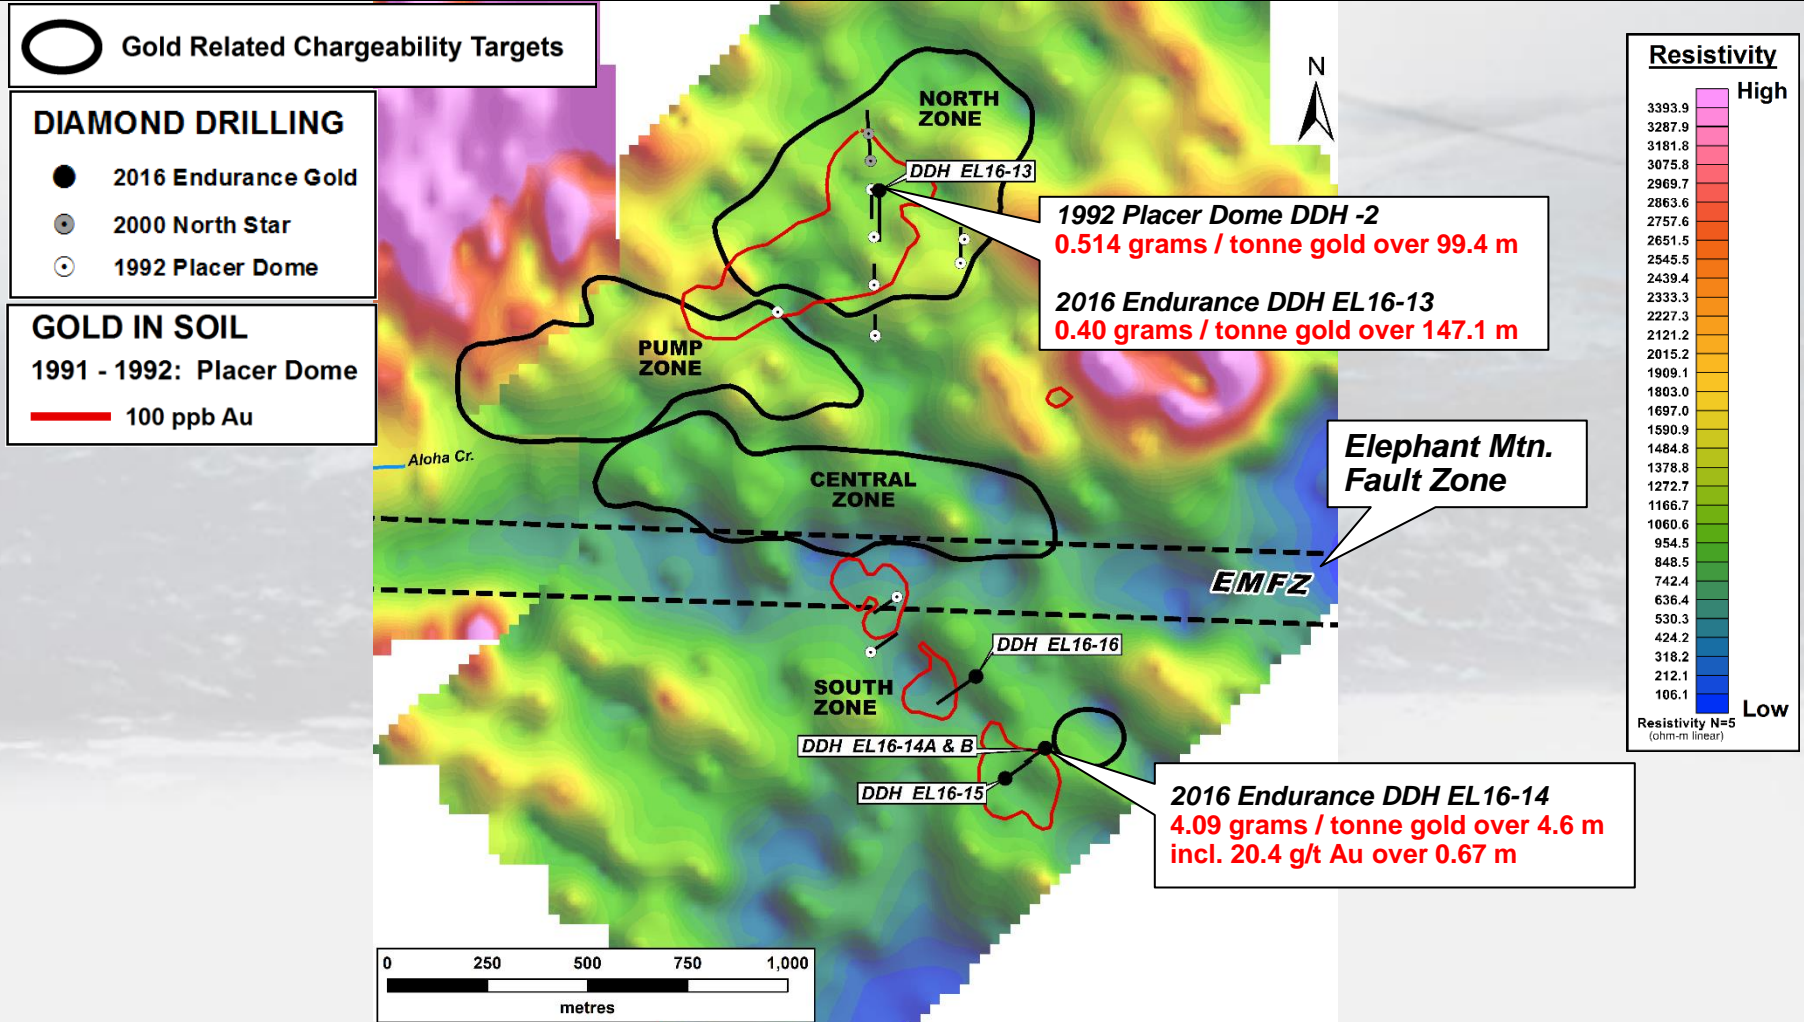 Gold Related Chargeability Targets
DIAMOND DRILLING
2016 Endurance Gold
2000 North Star
1992 Placer Dome
GOLD IN SOIL
1991 - 1992: Placer Dome
100 ppb Au
Aloha Cr.
NORTH
ZONE
DDH EL16-13
N
1992 Placer Dome DDH -2
0.514 grams / tonne gold over 99.4 m
2016 Endurance DDH EL16-13
0.40 grams / tonne gold over 147.1 m
PUMP
ZONE
CENTRAL
ZONE
Elephant Mtn.
Fault Zone
EMFZ
DDH EL16-16
SOUTH
ZONE
DDH EL16-14A & B
DDH EL16-15
2016 Endurance DDH EL16-14
4.09 grams / tonne gold over 4.6 m
incl. 20.4 g/t Au over 0.67 m
0 250 500 750 1,000
metres
Resistivity
High
3393.9
3287.9
3181.8
3075.8
2969.7
2863.6
2757.6
2651.5
2545.5
2439.4
2333.3
2227.3
2121.2
2015.2
1909.1
1803.0
1697.0
1590.9
1484.8
1378.8
1272.7
1166.7
1060.6
954.5
848.5
742.4
636.4
530.3
424.2
318.2
212.1
106.1
Low
Resistivity N=5
(ohm-m linear)